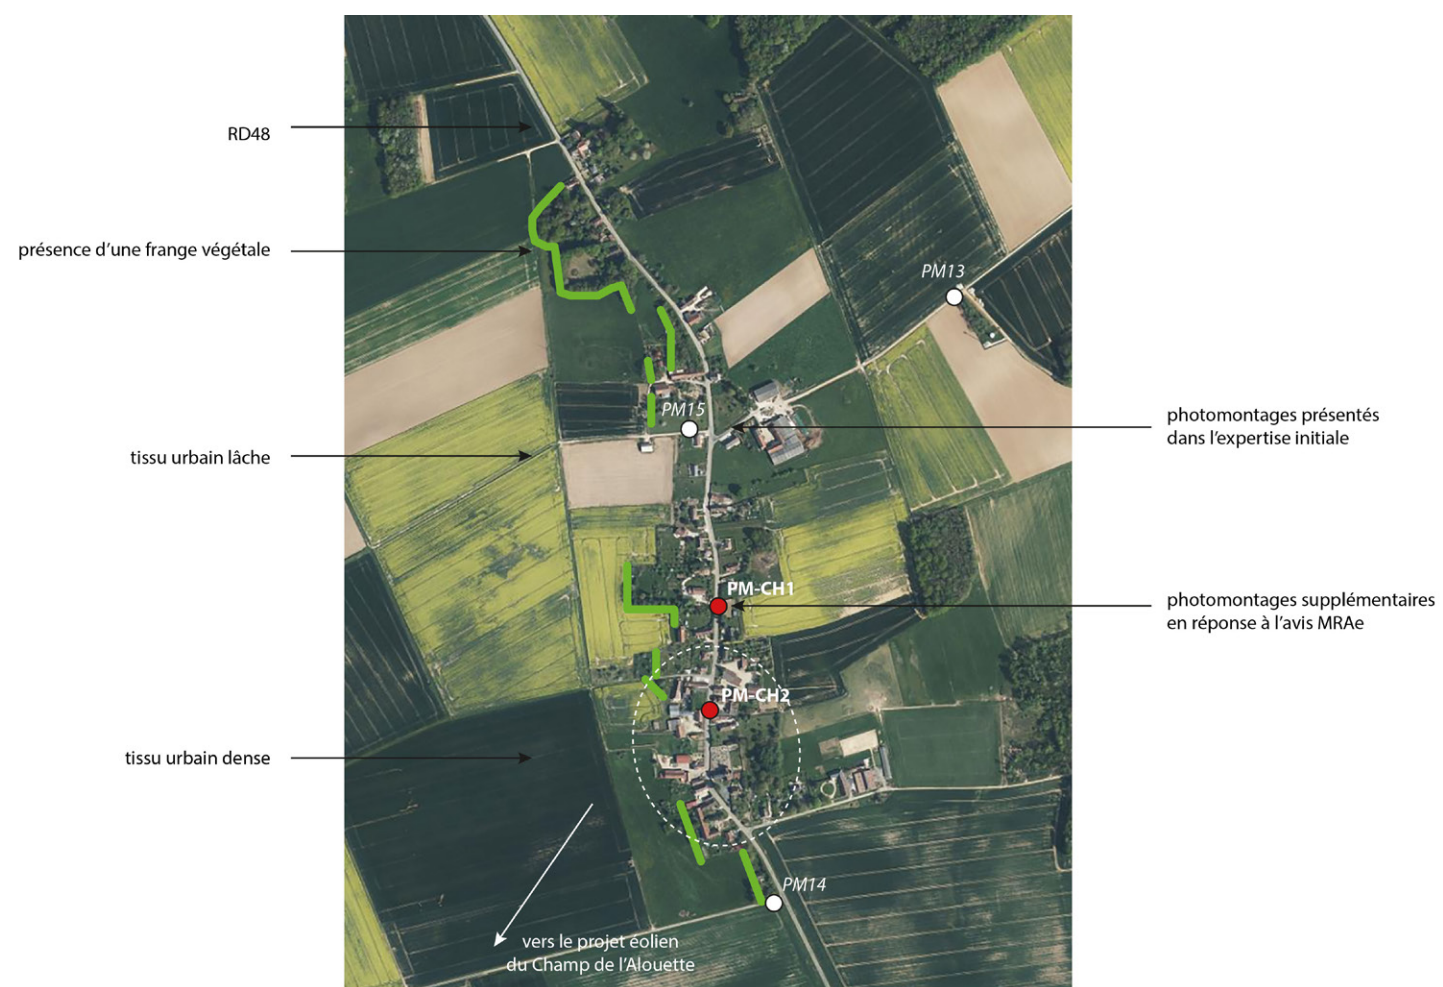 RD48
présence d’une frange végétale
PM13
PM15
photomontages présentés
dans l’expertise initiale
tissu urbain lâche
PM-CH1
photomontages supplémentaires
en réponse à l’avis MRAe
PM-CH2
tissu urbain dense
PM14
vers le projet éolien
du Champ de l’Alouette